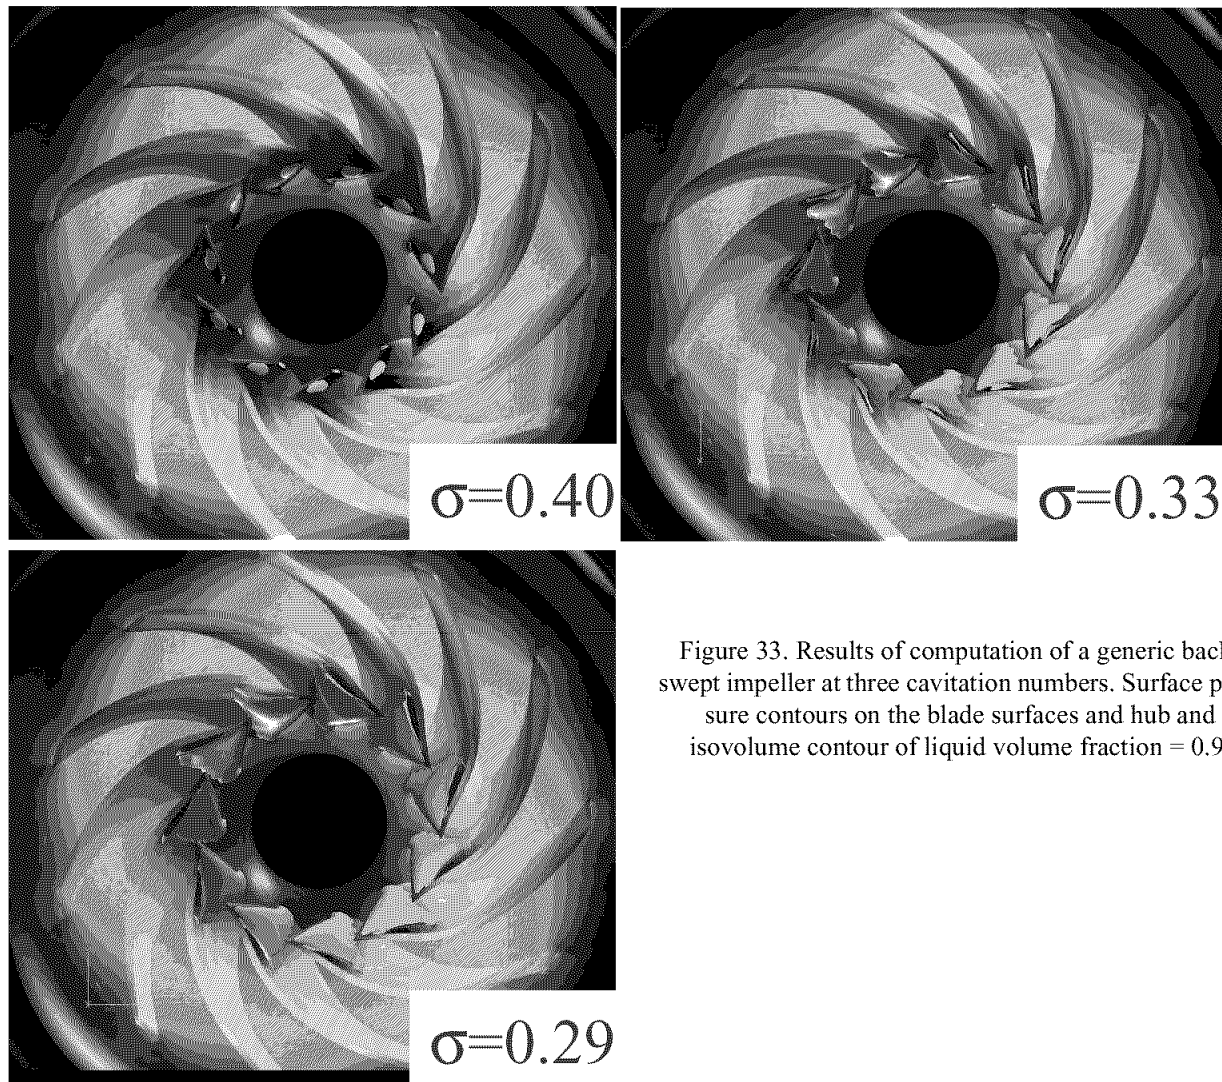 σ=0.40
σ=0.33
σ=0.29
Figure 33. Results of computation of a generic bac
swept impeller at three cavitation numbers. Surface p
sure contours on the blade surfaces and hub and
isovolume contour of liquid volume fraction = 0.9